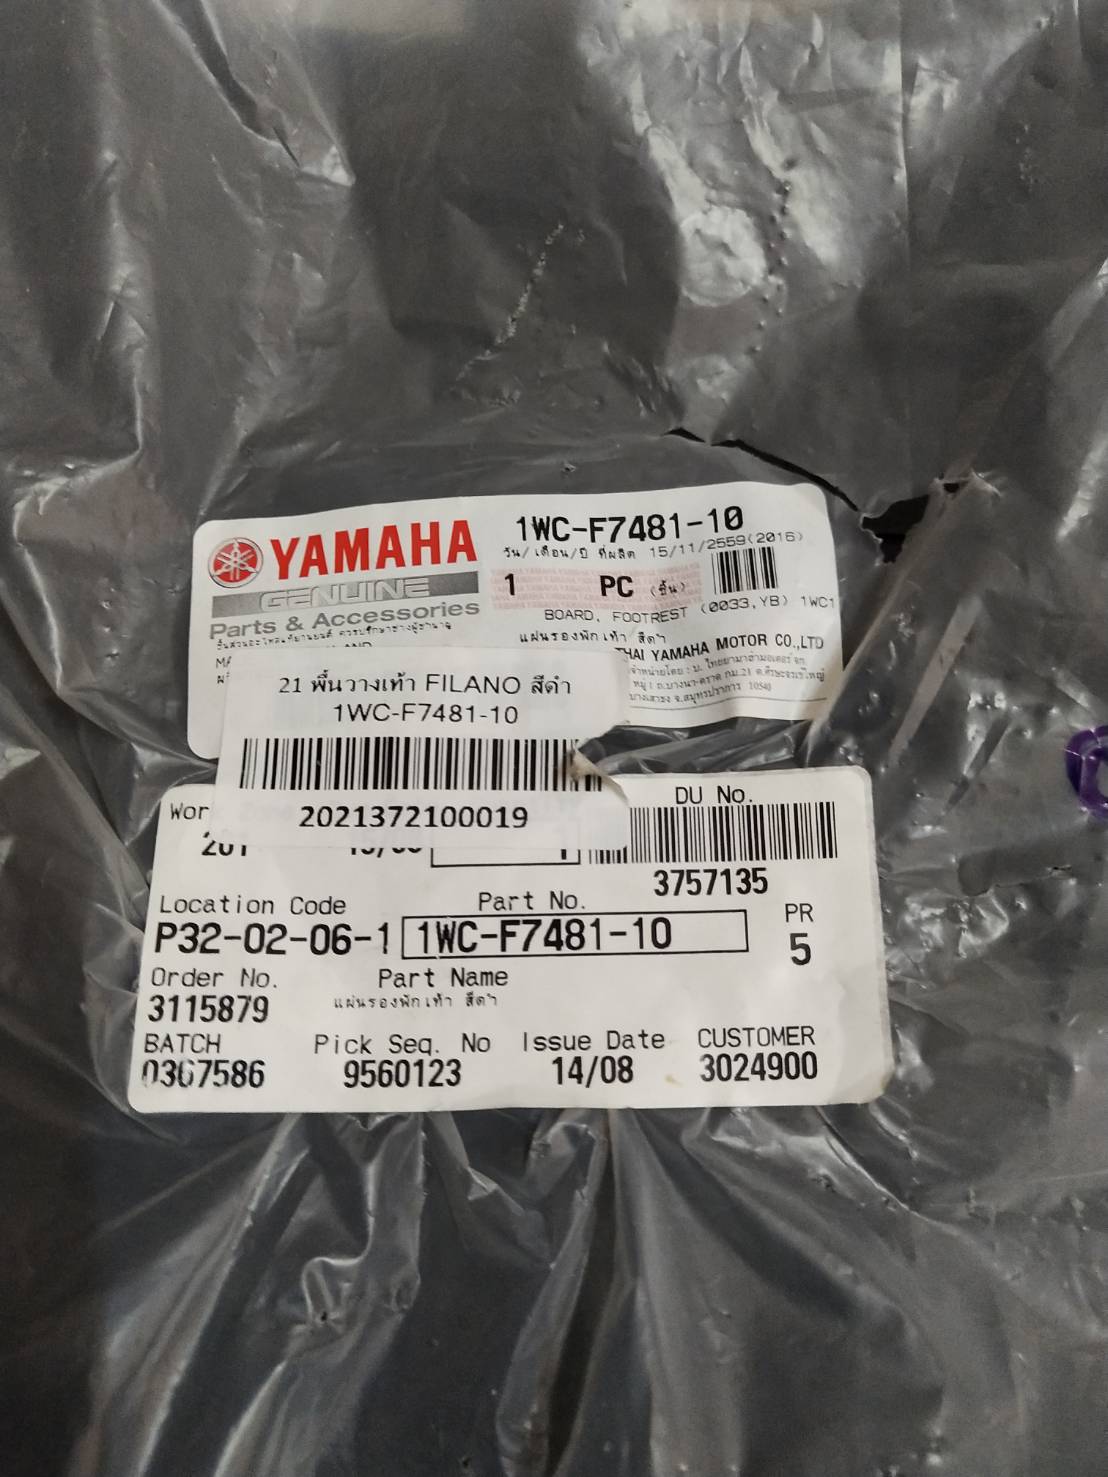 YAMAHA
GENUINE
Parts & Accessories
1WC-F7481-10
วัน/เดือน/ปี ที่ผลิต 15/11/2559(2016)
1 PC (ชิ้น)
BOARD, FOOTREST (0033,YB) 1WC1
แผ่นรองพักเท้า สีดำ
THAI YAMAHA MOTOR CO.,LTD
21 พื้นวางเท้า FILANO สีดำ
1WC-F7481-10
2021372100019
Wor
DU No.
3757135
Location Code Part No. PR
P32-02-06-1 1WC-F7481-10 5
Order No. Part Name
3115879 แผ่นรองพักเท้า สีดำ
BATCH Pick Seq. No Issue Date CUSTOMER
0367586 9560123 14/08 3024900